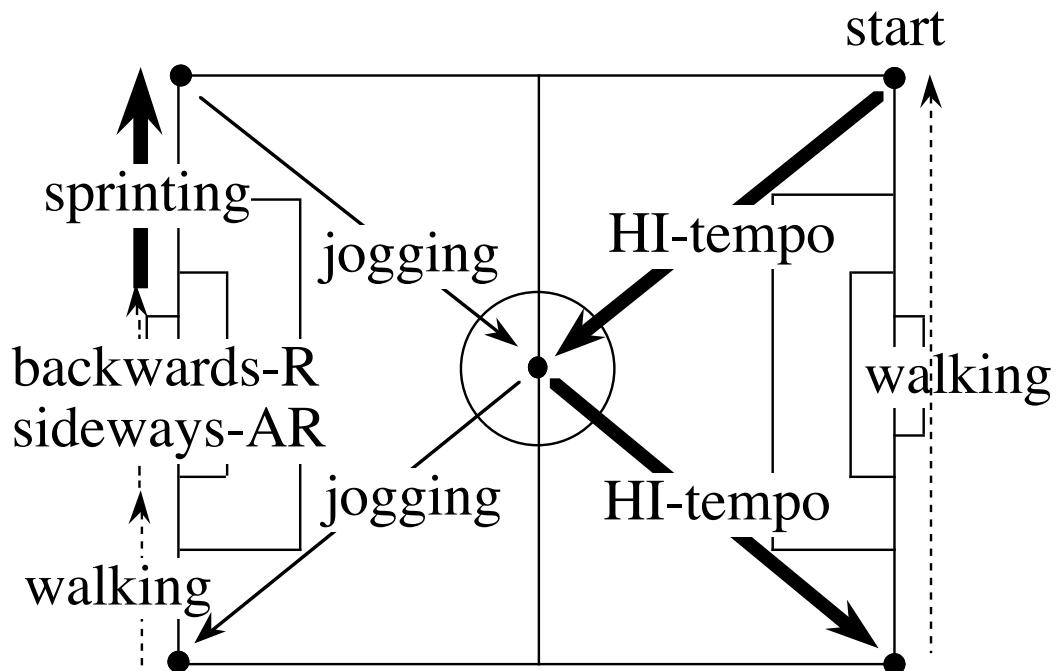 start
sprinting
jogging
HI-tempo
backwards-R
sideways-AR
walking
jogging
HI-tempo
walking